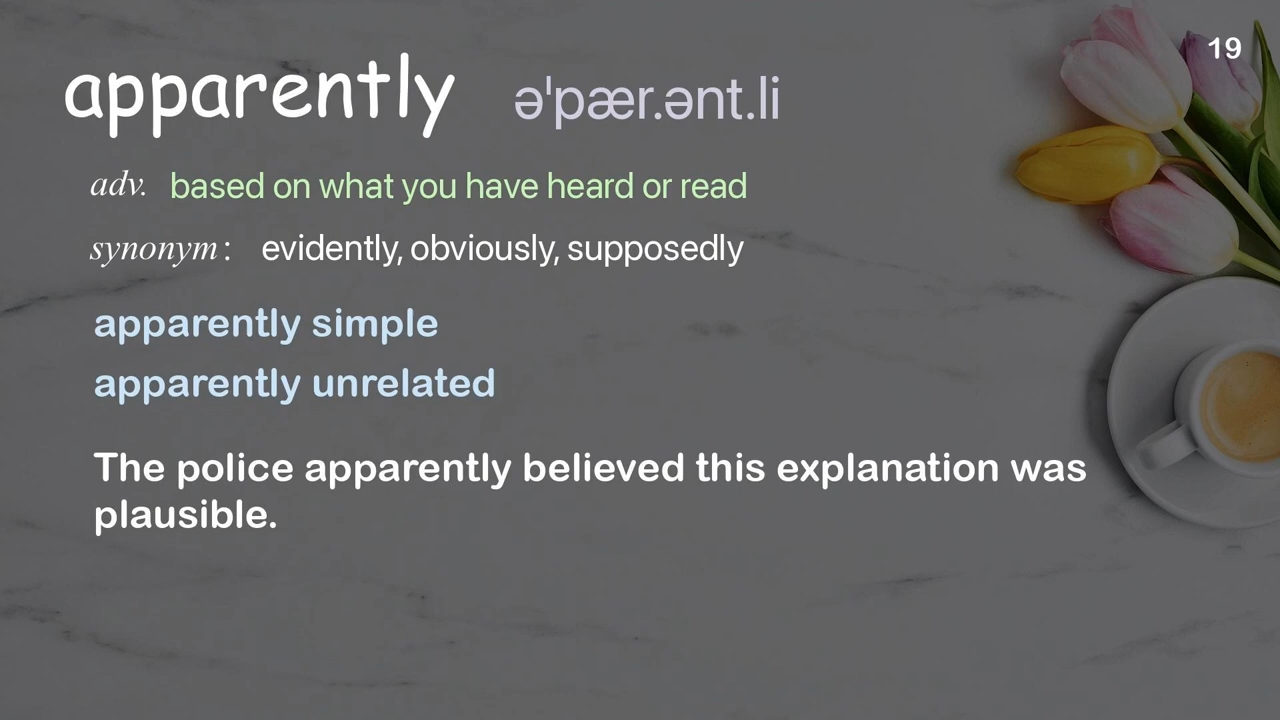 19
apparently əˈpær.ənt.li
adv. based on what you have heard or read
synonym: evidently, obviously, supposedly
apparently simple
apparently unrelated
The police apparently believed this explanation was
plausible.